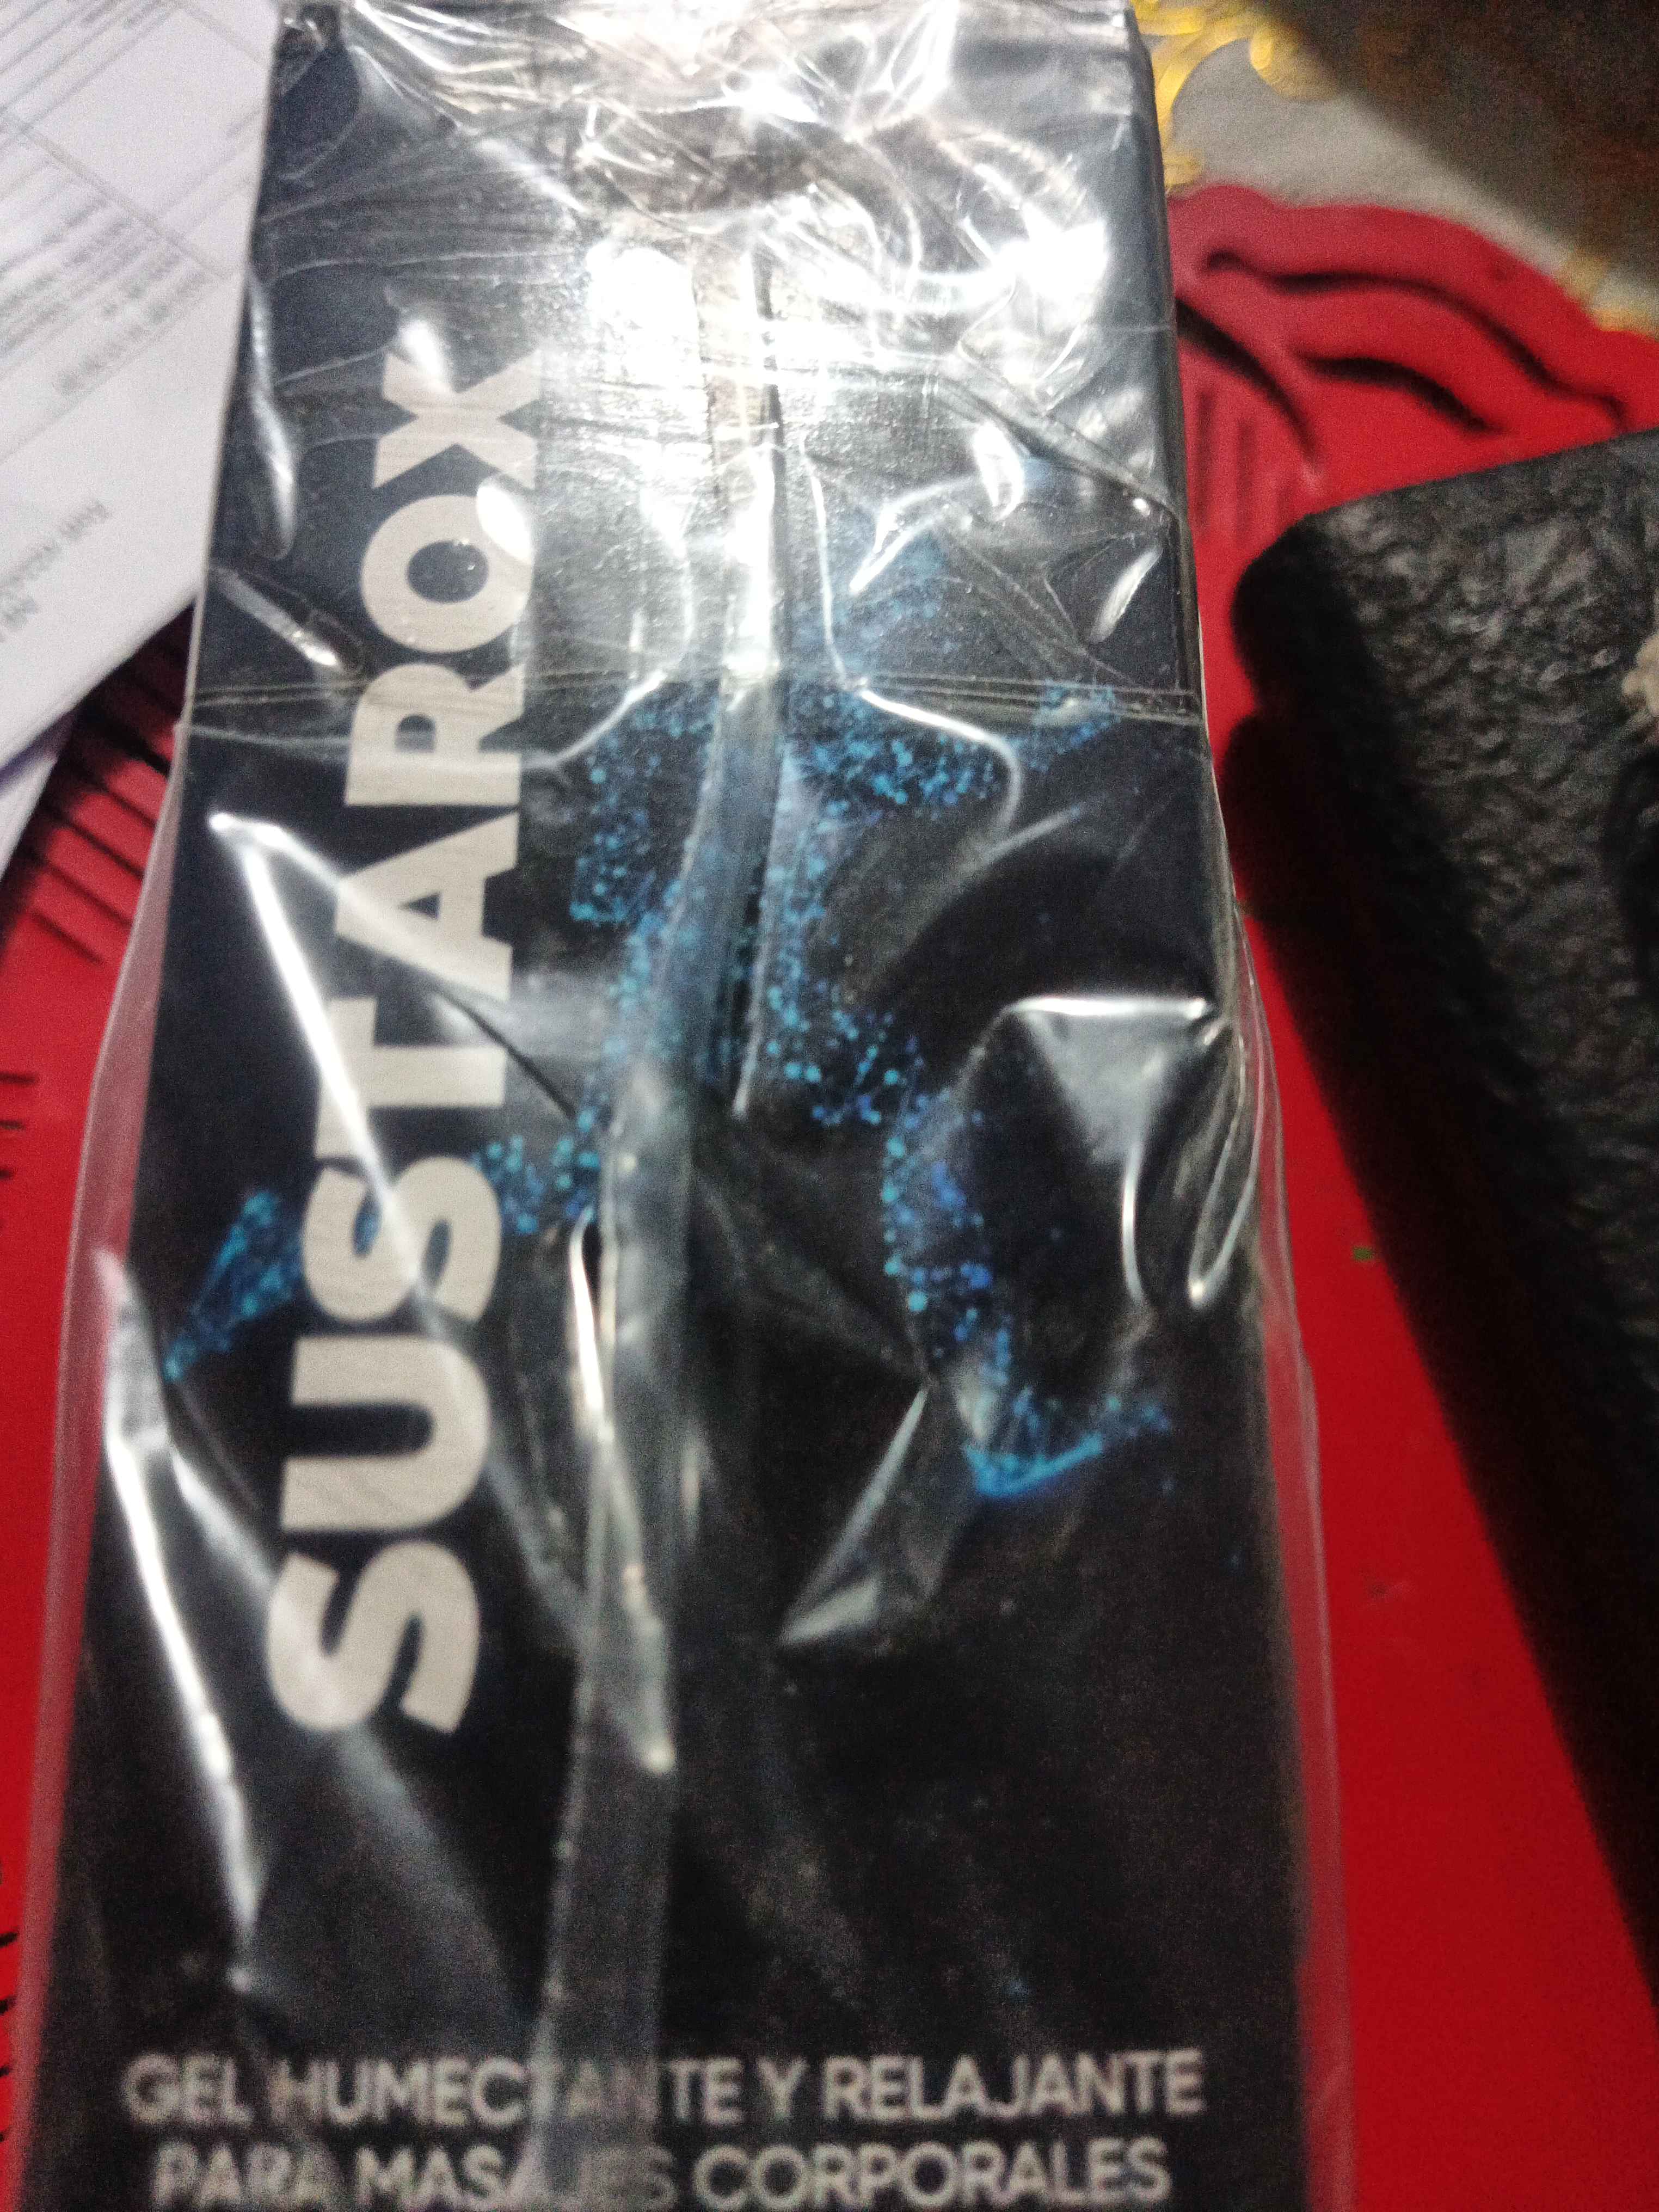 SUSTAROX
GEL HUMECTANTE Y RELAJANTE
PARA MASAJES CORPORALES